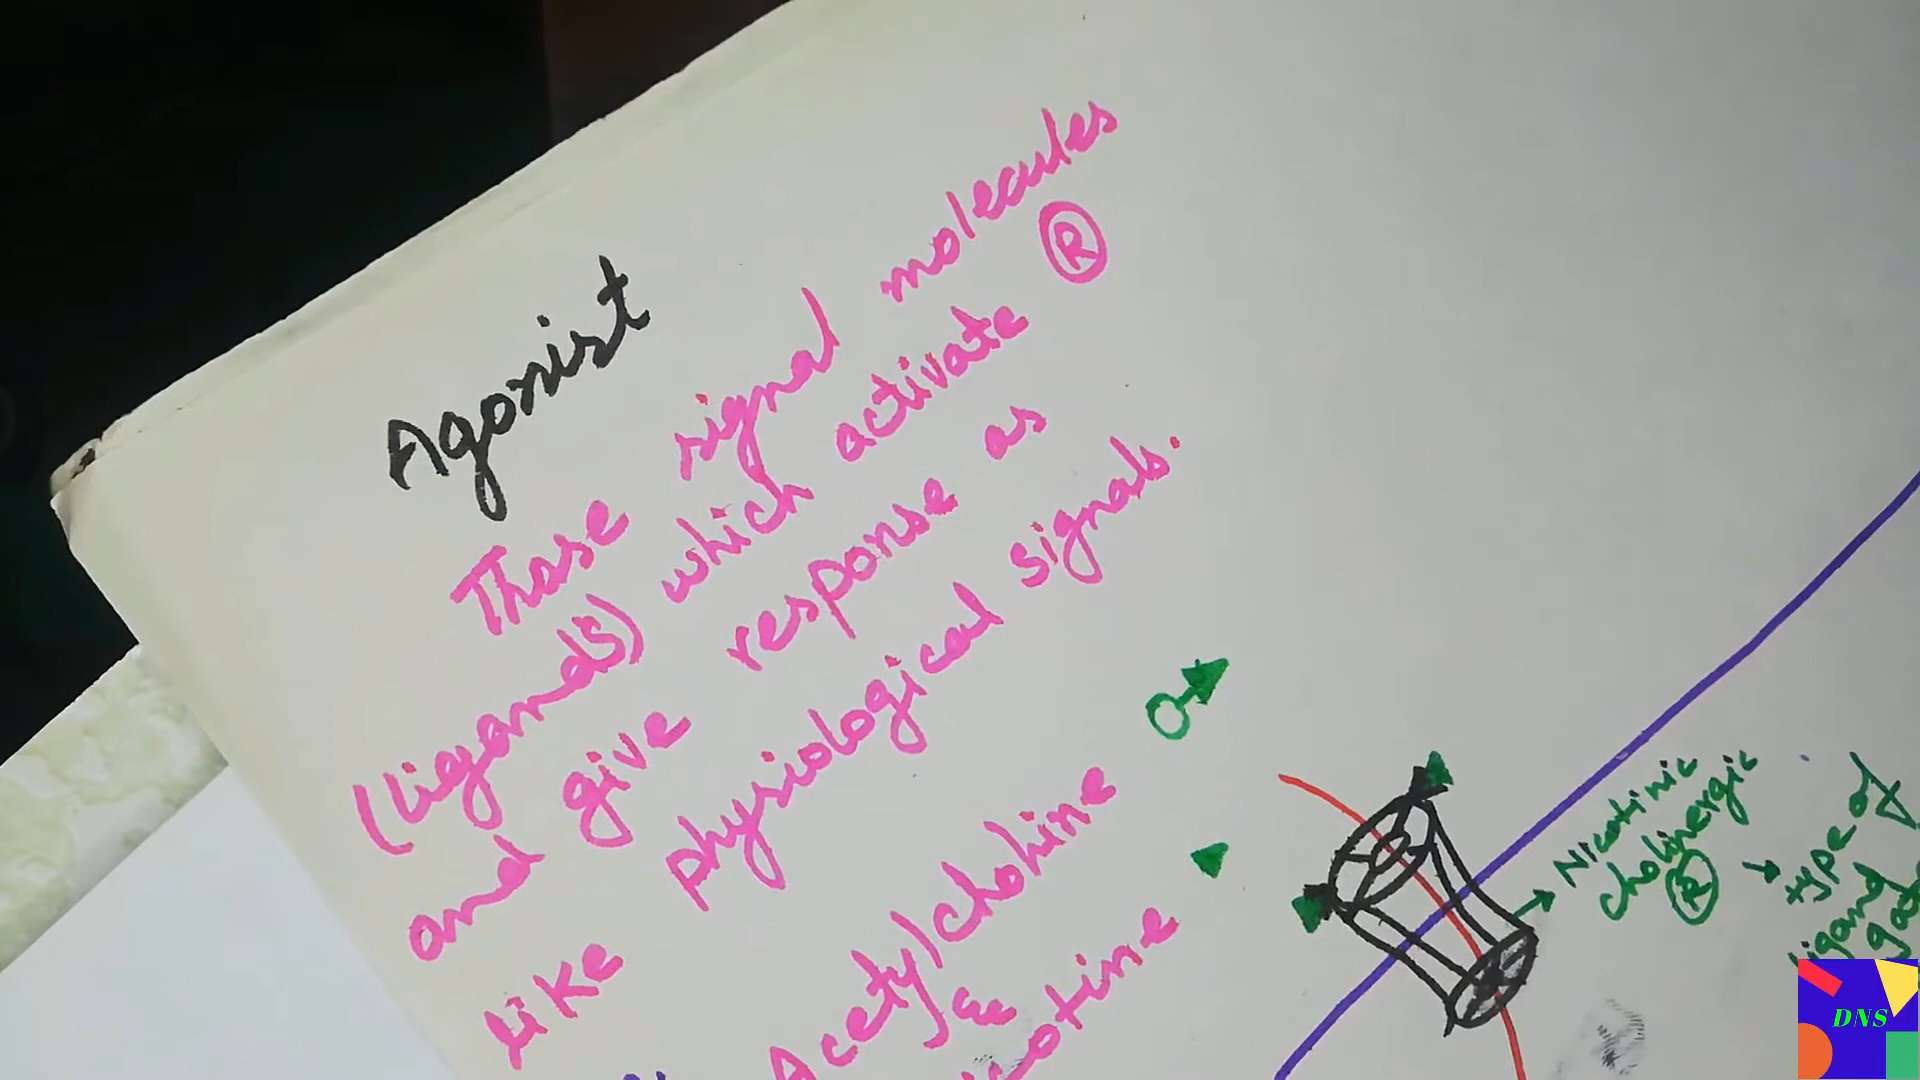 Agonist
Those signal molecules
(ligands) which activate Ⓡ
and give response as
like physiological signals.
Acetylcholine
&
Nicotinic
cholinergic
Ⓡ
type of
ligand
DNS